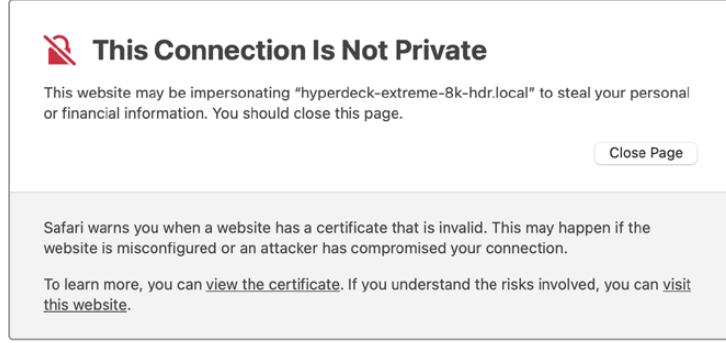 This Connection Is Not Private
This website may be impersonating “hyperdeck-extreme-8k-hdr.local” to steal your personal
or financial information. You should close this page.
Close Page
Safari warns you when a website has a certificate that is invalid. This may happen if the
website is misconfigured or an attacker has compromised your connection.
To learn more, you can view the certificate. If you understand the risks involved, you can visit
this website.